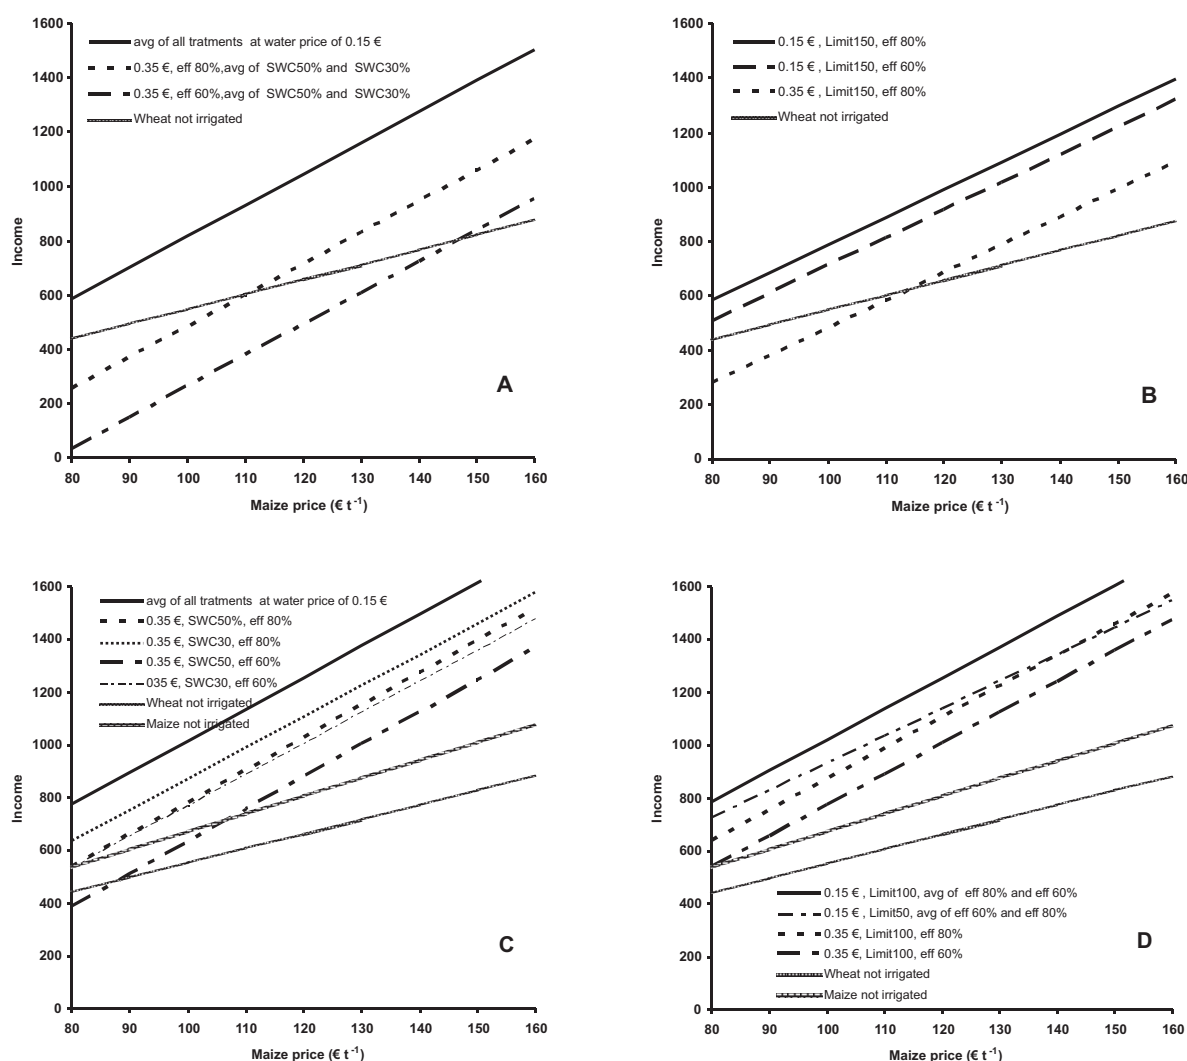 1600
1400
1200
1000
800
600
400
200
0
Income
avg of all tratments at water price of 0.15 €
0.35 €, eff 80%,avg of SWC50% and SWC30%
0.35 €, eff 60%,avg of SWC50% and SWC30%
Wheat not irrigated
A
80 90 100 110 120 130 140 150 160
Maize price (€ t⁻¹)
1600
1400
1200
1000
800
600
400
200
0
Income
0.15 € , Limit150, eff 80%
0.15 € , Limit150, eff 60%
0.35 € , Limit150, eff 80%
Wheat not irrigated
B
80 90 100 110 120 130 140 150 160
Maize price (€ t⁻¹)
1600
1400
1200
1000
800
600
400
200
0
Income
avg of all tratments at water price of 0.15 €
0.35 €, SWC50%, eff 80%
0.35 €, SWC30, eff 80%
0.35 €, SWC50, eff 60%
035 €, SWC30, eff 60%
Wheat not irrigated
Maize not irrigated
C
80 90 100 110 120 130 140 150 160
Maize price (€ t⁻¹)
1600
1400
1200
1000
800
600
400
200
0
Income
0.15 € , Limit100, avg of eff 80% and eff 60%
0.15 € , Limit50, avg of eff 60% and eff 80%
0.35 €, Limit100, eff 80%
0.35 €, Limit100, eff 60%
Wheat not irrigated
Maize not irrigated
D
80 90 100 110 120 130 140 150 160
Maize price (€ t⁻¹)